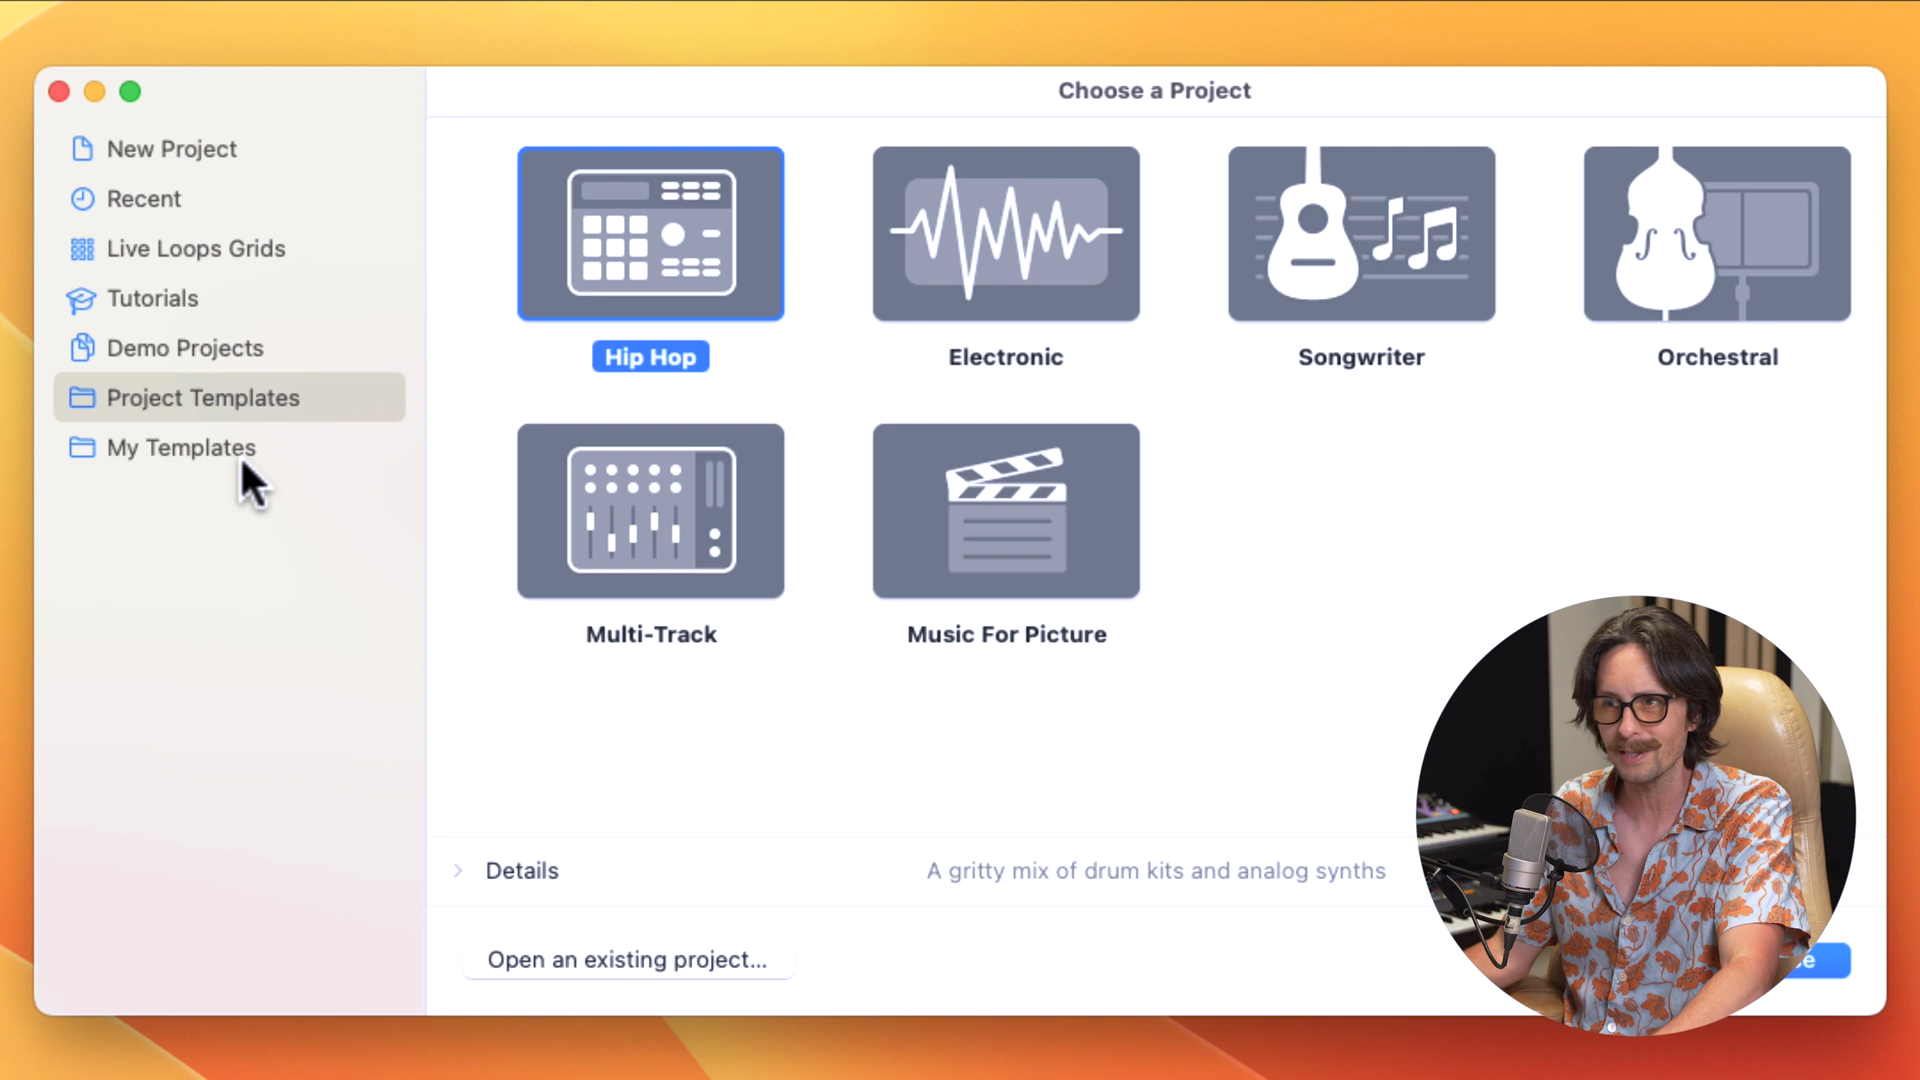 Choose a Project
New Project
Recent
Live Loops Grids
Tutorials
Demo Projects
Project Templates
My Templates
Hip Hop
Electronic
Songwriter
Orchestral
Multi-Track
Music For Picture
Details
A gritty mix of drum kits and analog synths
Open an existing project...